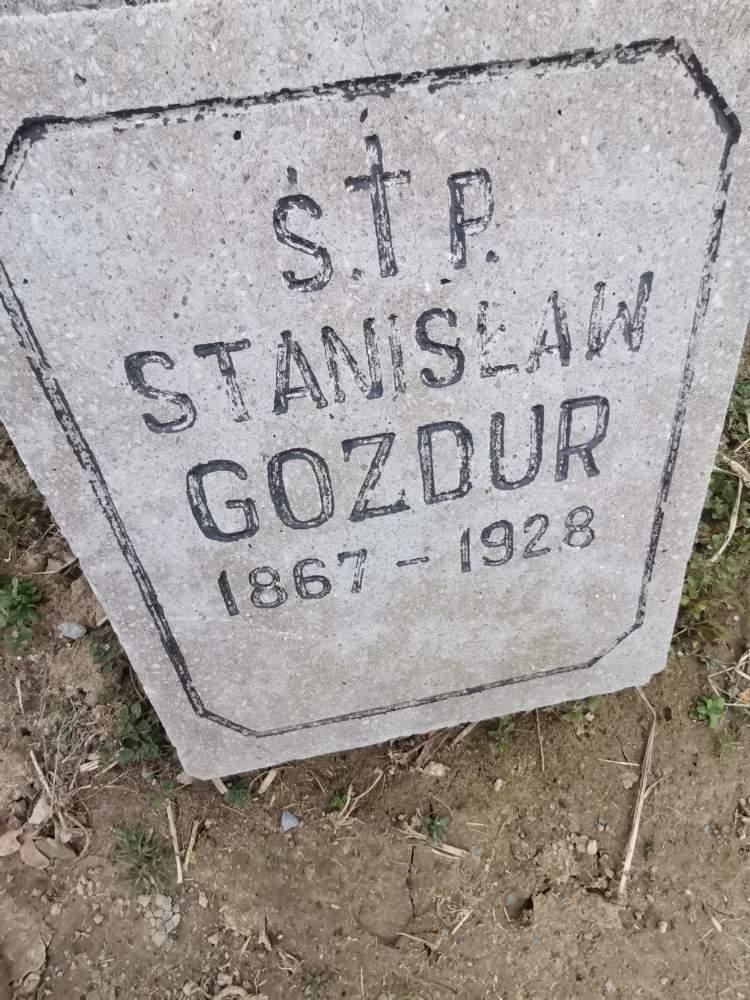 Ś.†P.
STANISŁAW
GOZDUR
1867 - 1928